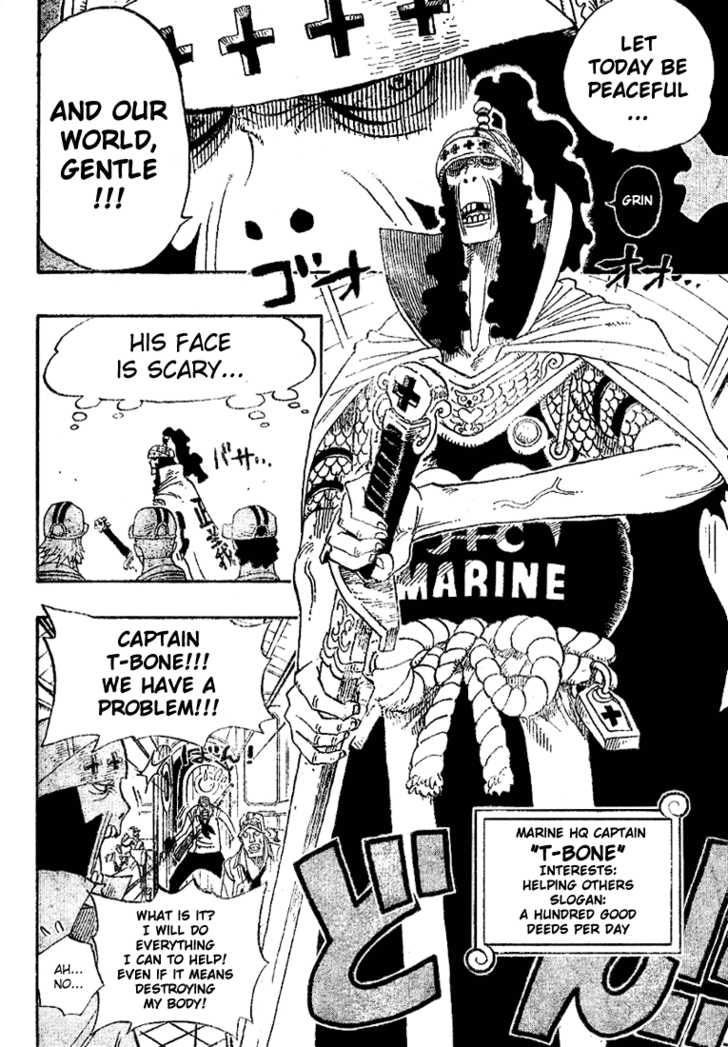 LET
TODAY BE
PEACEFUL
...
AND OUR
WORLD,
GENTLE
!!!
GRIN
ゴオ
オオ...
HIS FACE
IS SCARY...
バサ...
MARINE
CAPTAIN
T-BONE!!!
WE HAVE A
PROBLEM!!!
ばん!
WHAT IS IT?
I WILL DO
EVERYTHING
I CAN TO HELP!
EVEN IF IT MEANS
DESTROYING
MY BODY!
AH...
NO...
MARINE HQ CAPTAIN
"T-BONE"
INTERESTS:
HELPING OTHERS
SLOGAN:
A HUNDRED GOOD
DEEDS PER DAY
どん!!